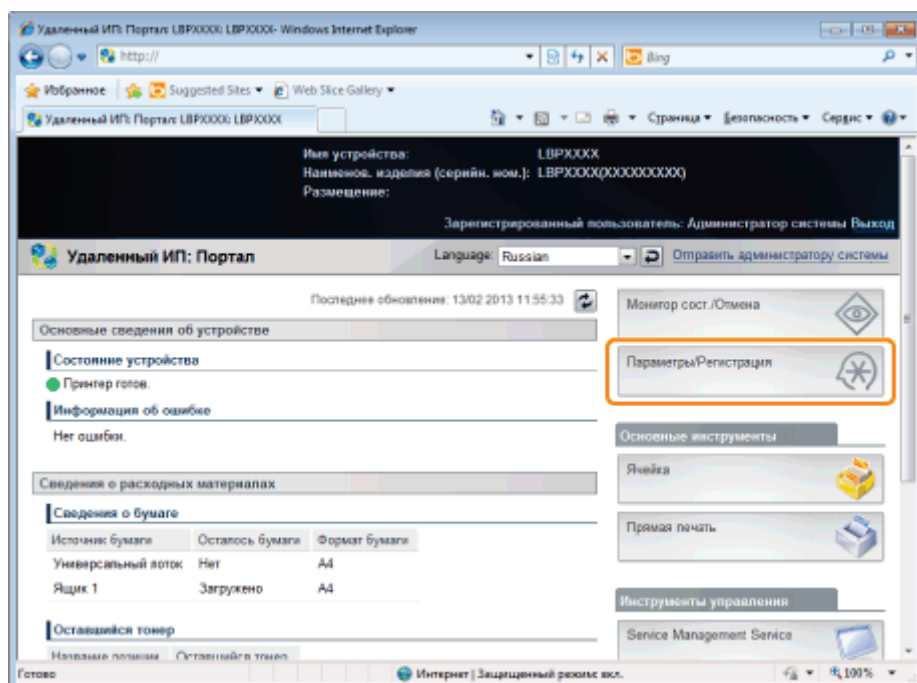 Удаленный ИП: Портал: LBPXXXX: LBPXXXX- Windows Internet Explorer
http://
Bing
Избранное
Suggested Sites
Web Slice Gallery
Удаленный ИП: Портал: LBPXXXX: LBPXXXX
Страница
Безопасность
Сервис
Имя устройства: LBPXXXX
Наименов. изделия (серийн. ном.): LBPXXXX(XXXXXXXXX)
Размещение:
Зарегистрированный пользователь: Администратор системы Выход
Удаленный ИП: Портал
Language: Russian
Отправить администратору системы
Последнее обновление: 13/02 2013 11:55:33
Основные сведения об устройстве
Состояние устройства
Принтер готов.
Информация об ошибке
Нет ошибки.
Сведения о расходных материалах
Сведения о бумаге
Источник бумаги Осталось бумаги Формат бумаги
Универсальный лоток Нет A4
Ящик 1 Загружено A4
Оставшийся тонер
Название позиции Оставшийся тонер
Монитор сост./Отмена
Параметры/Регистрация
Основные инструменты
Ячейка
Прямая печать
Инструменты управления
Service Management Service
Готово
Интернет | Защищенный режим: вкл.
100%